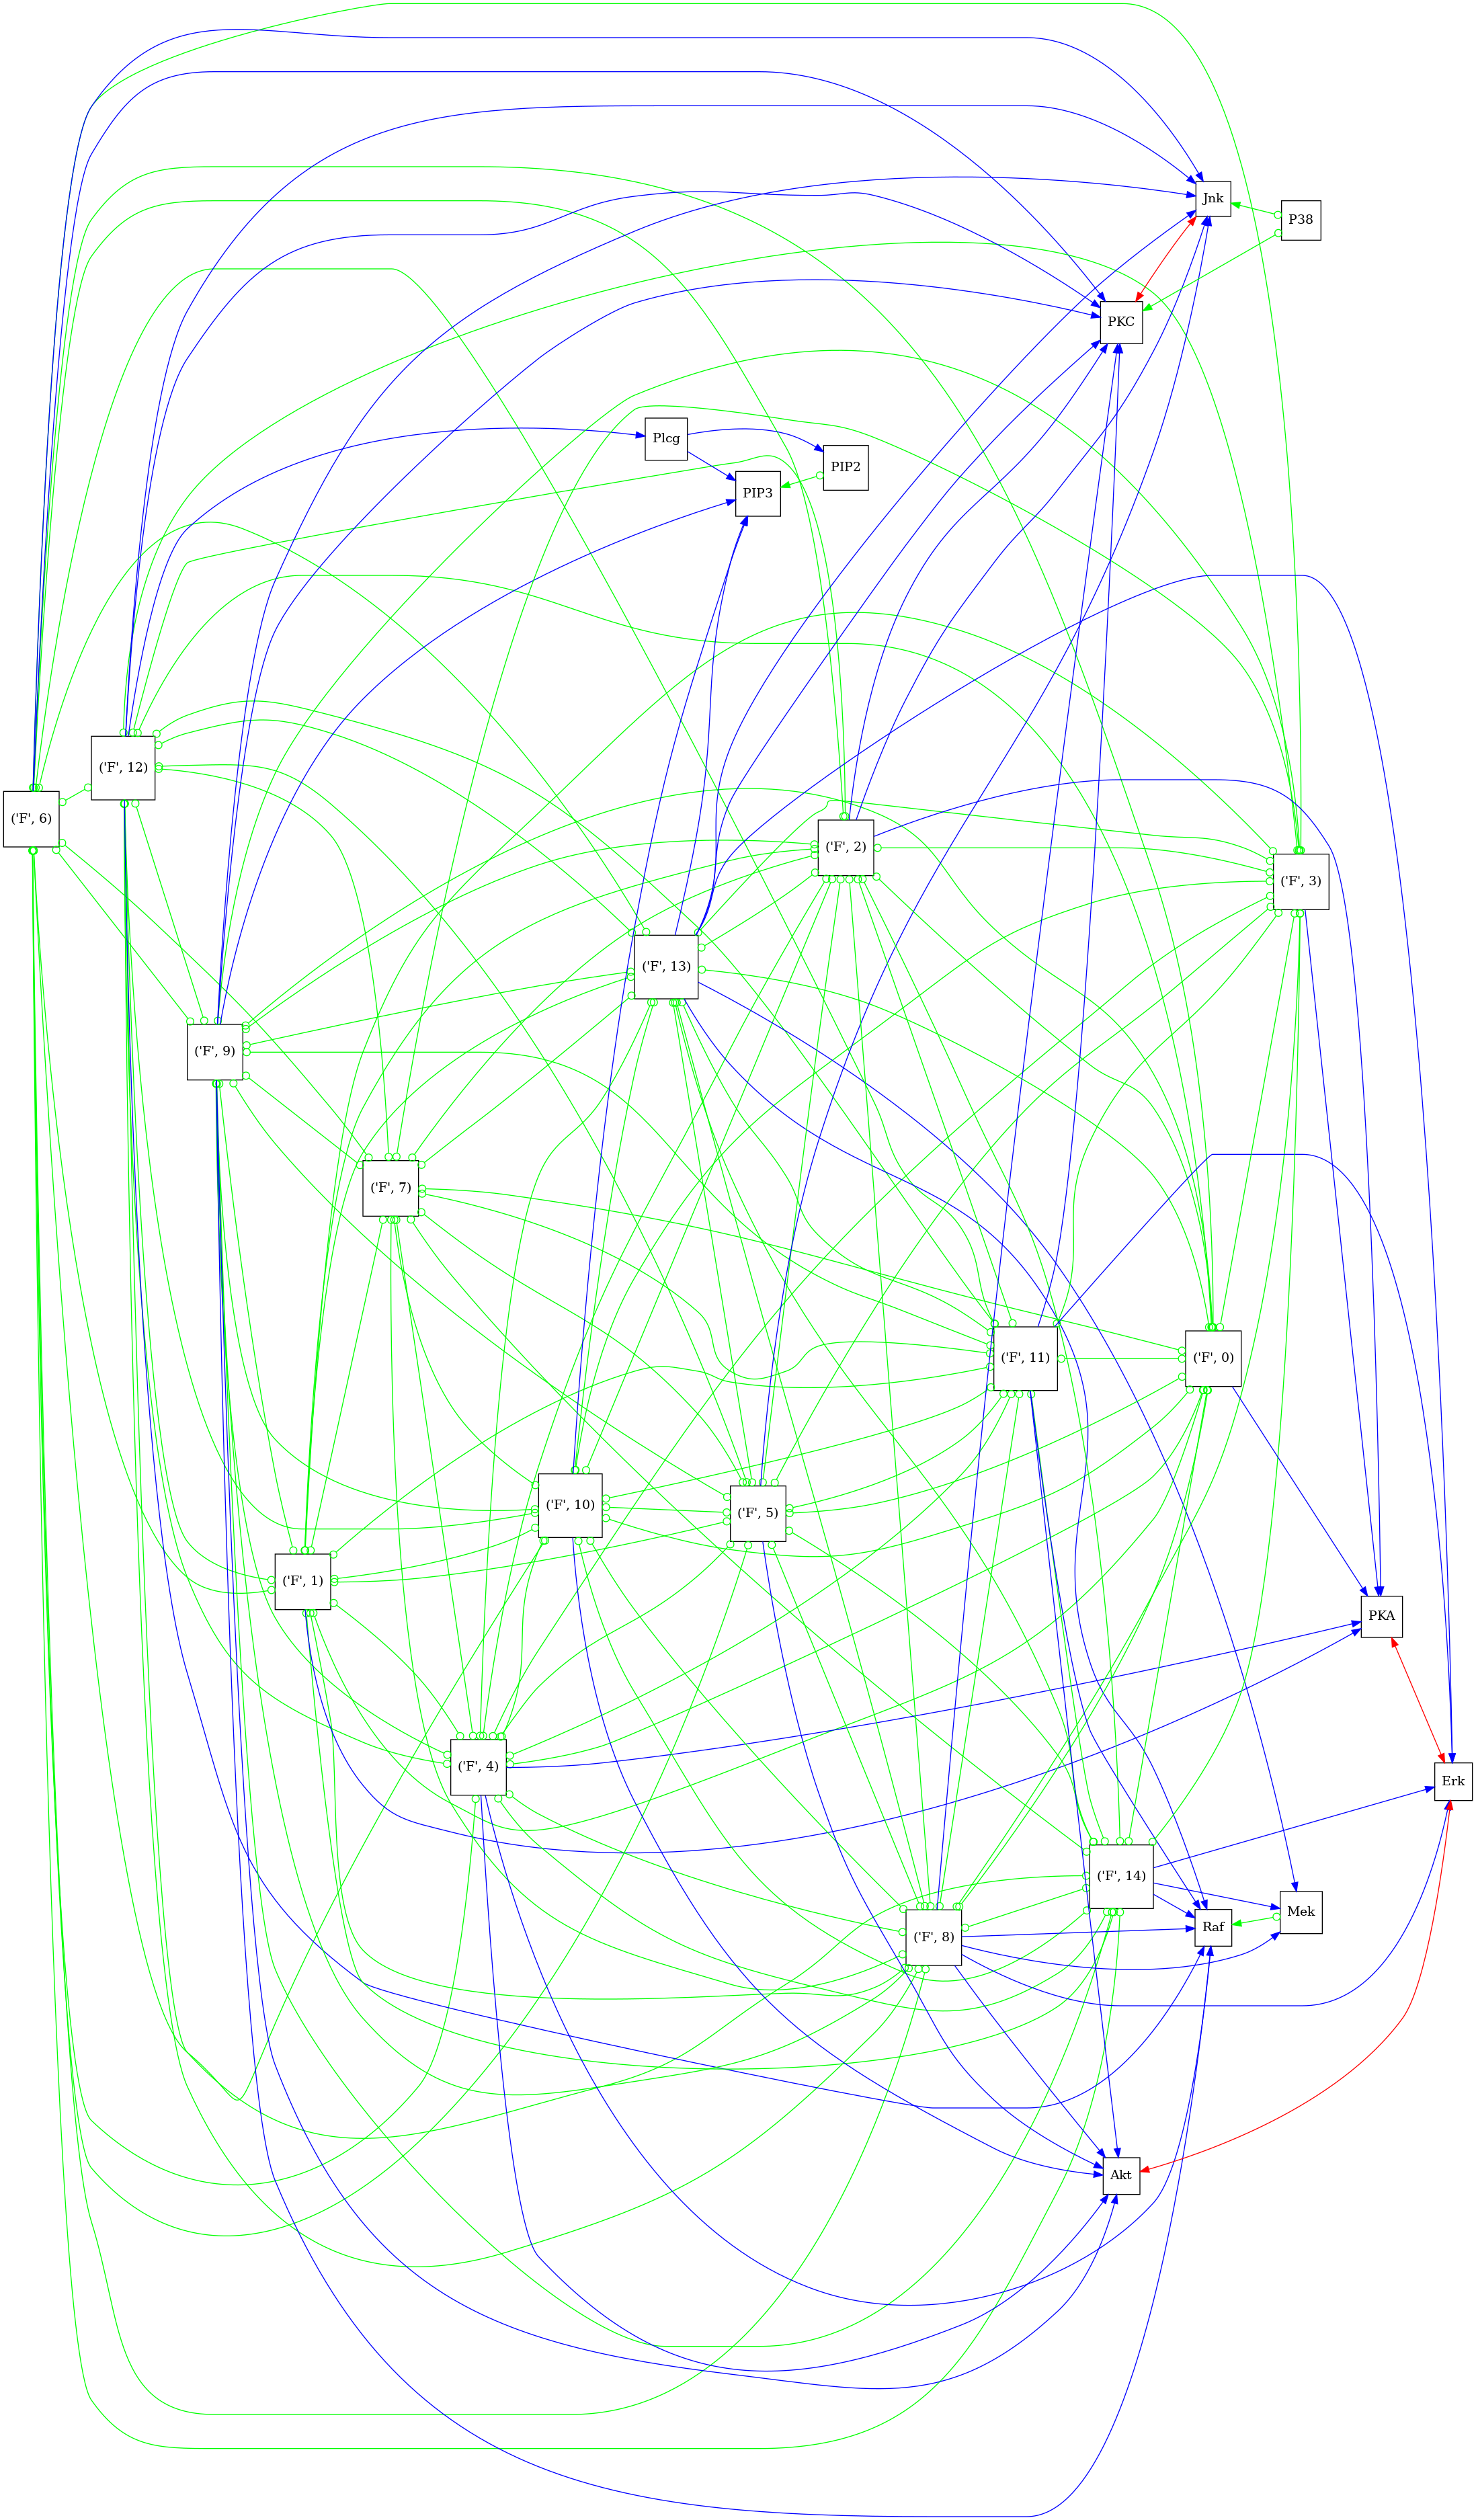 Jnk
P38
PKC
Plcg
PIP2
PIP3
('F', 12)
('F', 6)
('F', 2)
('F', 3)
('F', 13)
('F', 9)
('F', 7)
('F', 11)
('F', 0)
('F', 10)
('F', 5)
('F', 1)
PKA
('F', 4)
Erk
('F', 14)
Mek
Raf
('F', 8)
Akt